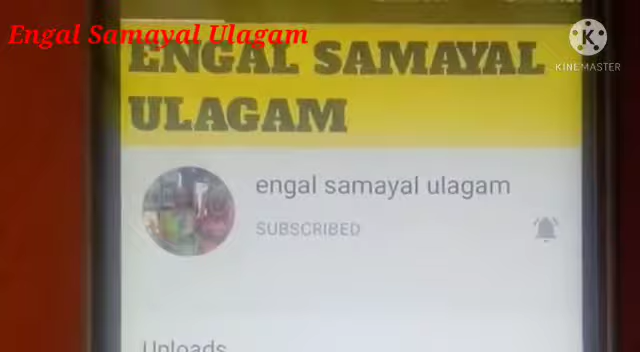 Engal Samayal Ulagam
ENGAL SAMAYAL
ULAGAM
KINEMASTER
engal samayal ulagam
SUBSCRIBED
Uploads